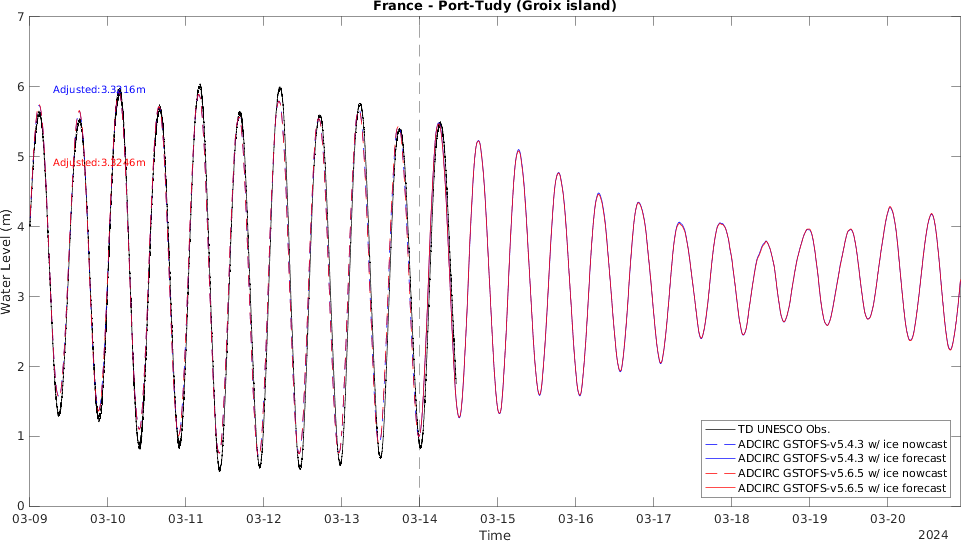 France - Port-Tudy (Groix island)
7
6
5
4
3
2
1
0
Water Level (m)
Adjusted:3.3216m
Adjusted:3.3246m
TD UNESCO Obs.
ADCIRC GSTOFS-v5.4.3 w/ ice nowcast
ADCIRC GSTOFS-v5.4.3 w/ ice forecast
ADCIRC GSTOFS-v5.6.5 w/ ice nowcast
ADCIRC GSTOFS-v5.6.5 w/ ice forecast
03-09 03-10 03-11 03-12 03-13 03-14 03-15 03-16 03-17 03-18 03-19 03-20
Time
2024